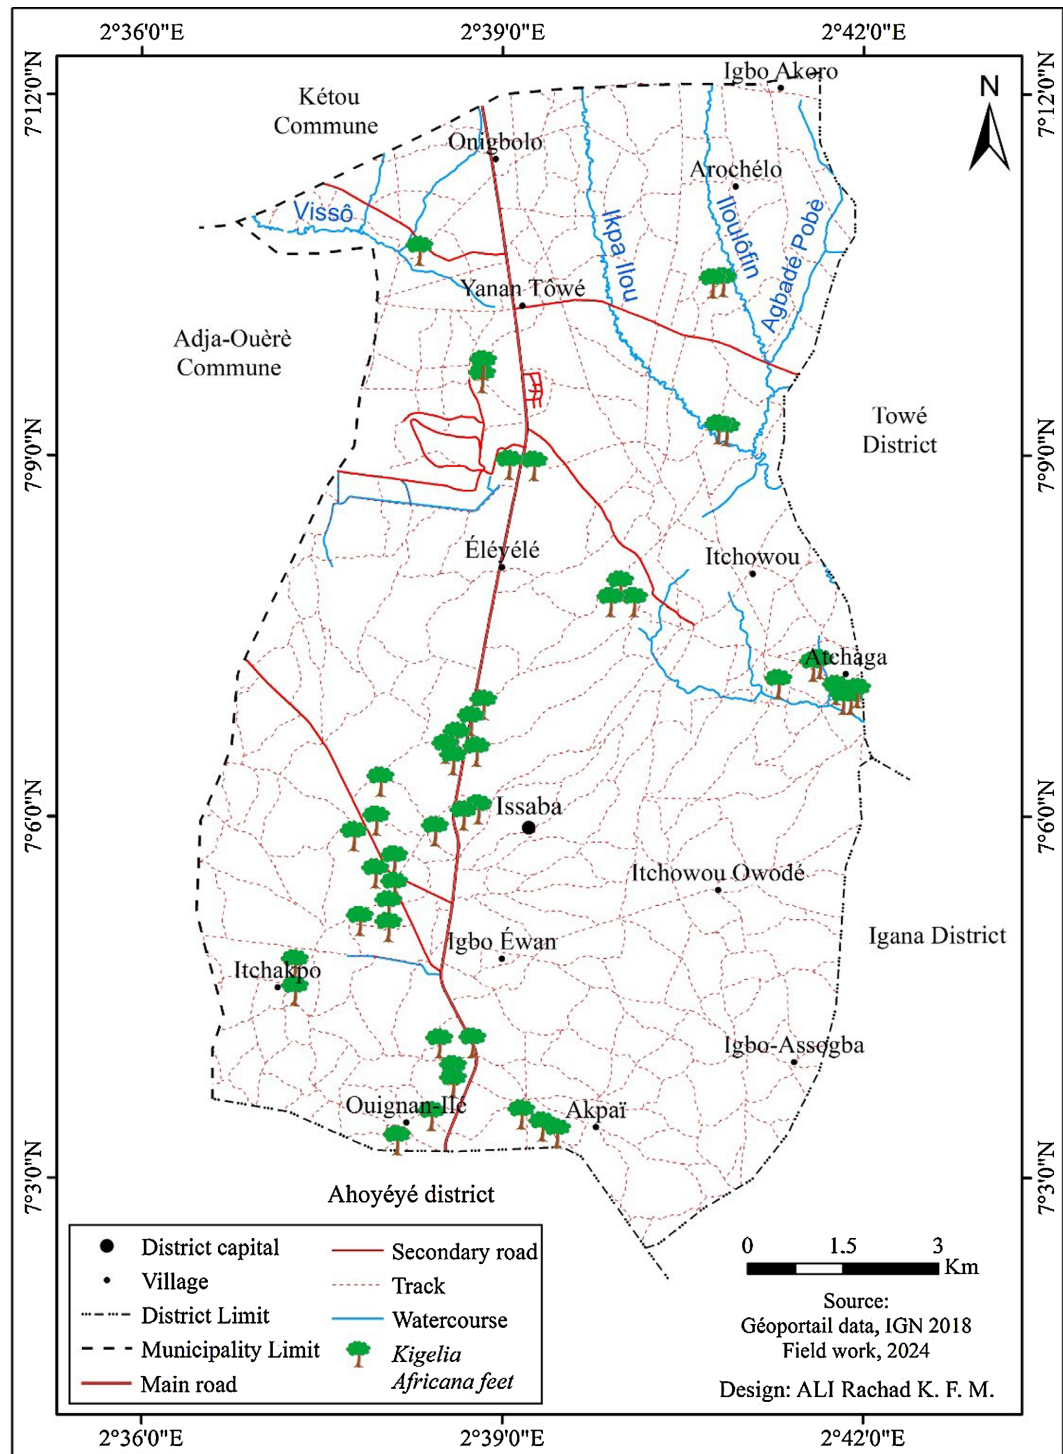 2°36'0"E
2°39'0"E
2°42'0"E
7°12'0"N
7°12'0"N
Igbo Akoro
N
Kétou
Commune
Onigbolo
Arochélo
Vissô
Ikpa Ilou
Iloulôfin
Agbadé Pobè
Yanan Tôwé
Adja-Ouèrè
Commune
Towé
District
7°9'0"N
7°9'0"N
Éléyélé
Itchowou
Atchaga
Issaba
7°6'0"N
7°6'0"N
Itchowou Owodé
Igbo Éwan
Igana District
Itchakpo
Igbo-Assogba
Ouignan-Ilé
Akpaï
7°3'0"N
7°3'0"N
Ahoyéyé district
District capital
Village
District Limit
Municipality Limit
Main road
Secondary road
Track
Watercourse
Kigelia
Africana feet
0 1.5 3
Km
Source:
Géoportail data, IGN 2018
Field work, 2024
Design: ALI Rachad K. F. M.
2°36'0"E
2°39'0"E
2°42'0"E